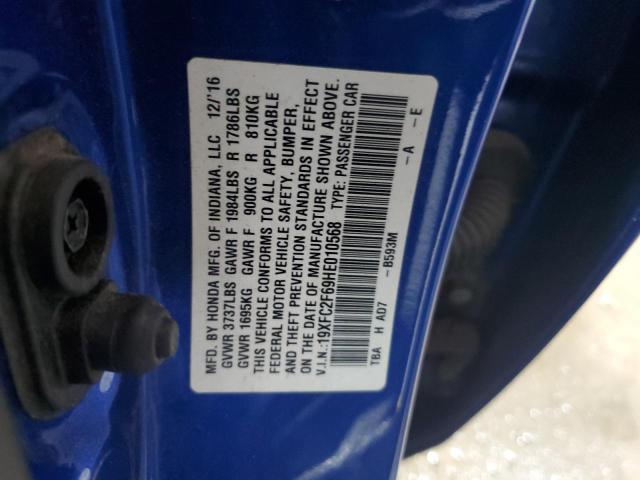 MFD. BY HONDA MFG. OF INDIANA, LLC 12/'16
GVWR 3737LBS GAWR F 1984LBS R 1786LBS
GVWR 1695KG GAWR F 900KG R 810KG
THIS VEHICLE CONFORMS TO ALL APPLICABLE
FEDERAL MOTOR VEHICLE SAFETY, BUMPER,
AND THEFT PREVENTION STANDARDS IN EFFECT
ON THE DATE OF MANUFACTURE SHOWN ABOVE.
V.I.N.:19XFC2F69HE010568 TYPE: PASSENGER CAR
-B593M -A -E
TBA H AD7